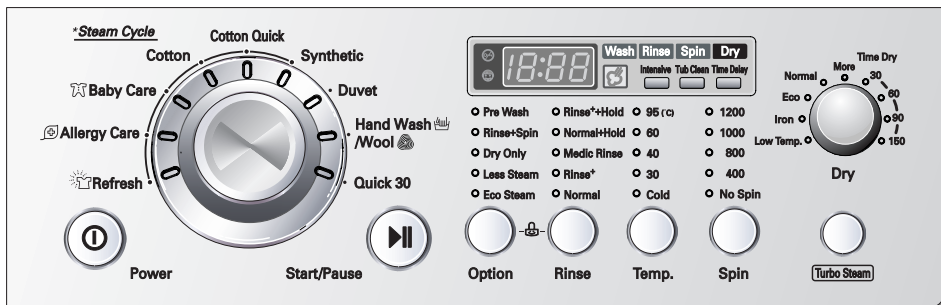 *Steam Cycle
Cotton
Cotton Quick
Synthetic
Baby Care
Duvet
Allergy Care
Hand Wash
/Wool
Refresh
Quick 30
Power
Start/Pause
18:88
Wash Rinse Spin Dry
Intensive Tub Clean Time Delay
Pre Wash
Rinse+Spin
Dry Only
Less Steam
Eco Steam
Option
Rinse⁺+Hold
Normal+Hold
Medic Rinse
Rinse⁺
Normal
Rinse
95 (°C)
60
40
30
Cold
Temp.
1200
1000
800
400
No Spin
Spin
Time Dry
More
Normal
30
Eco
60
Iron
90
Low Temp.
150
Dry
Turbo Steam